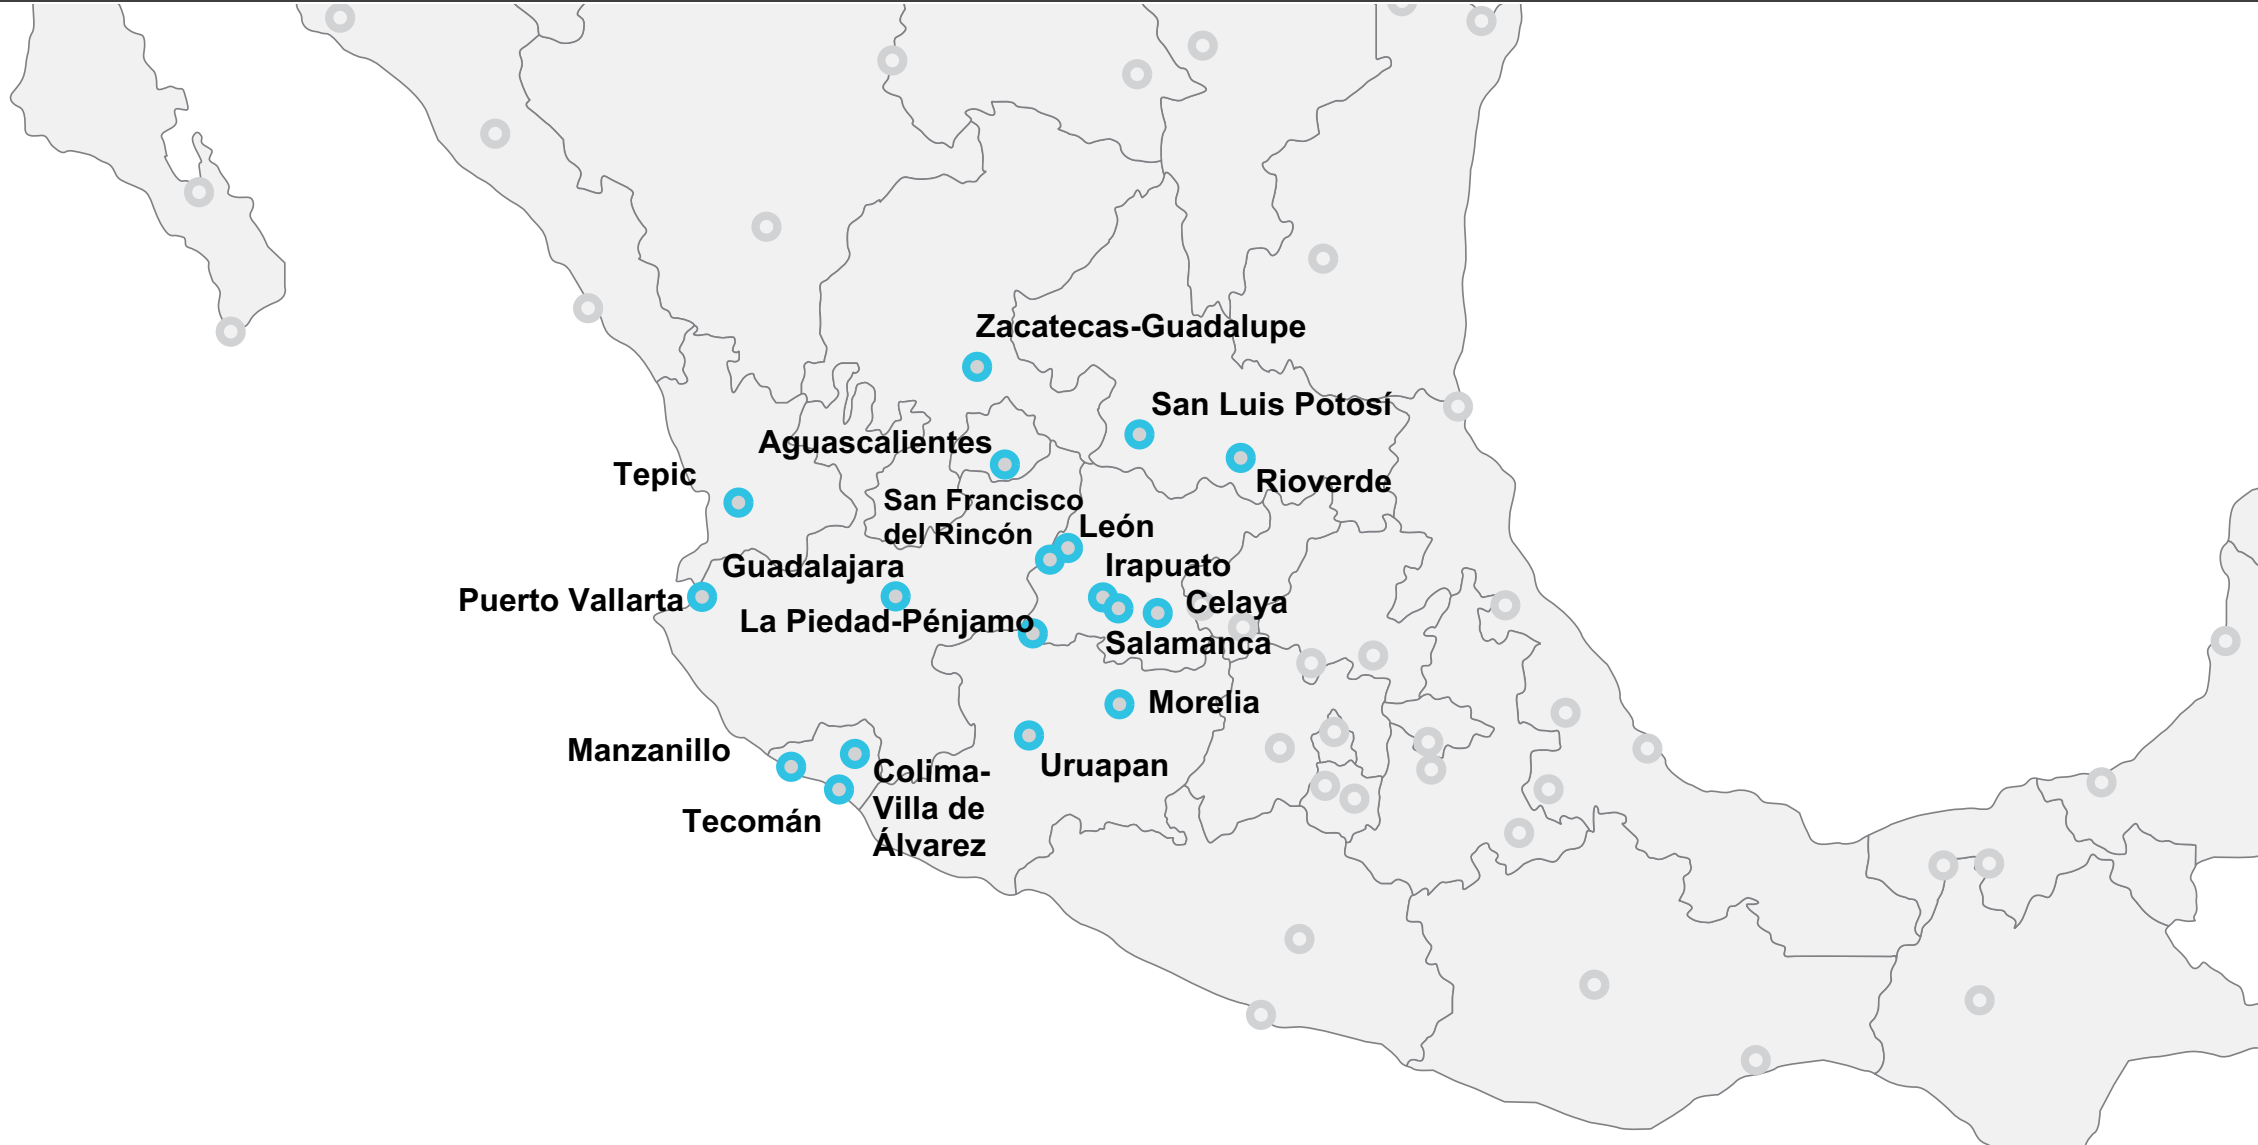 Zacatecas-Guadalupe
San Luis Potosí
Aguascalientes
Tepic
Rioverde
San Francisco
del Rincón
León
Guadalajara
Irapuato
Puerto Vallarta
Celaya
La Piedad-Pénjamo
Salamanca
Morelia
Manzanillo
Uruapan
Colima-
Villa de
Álvarez
Tecomán